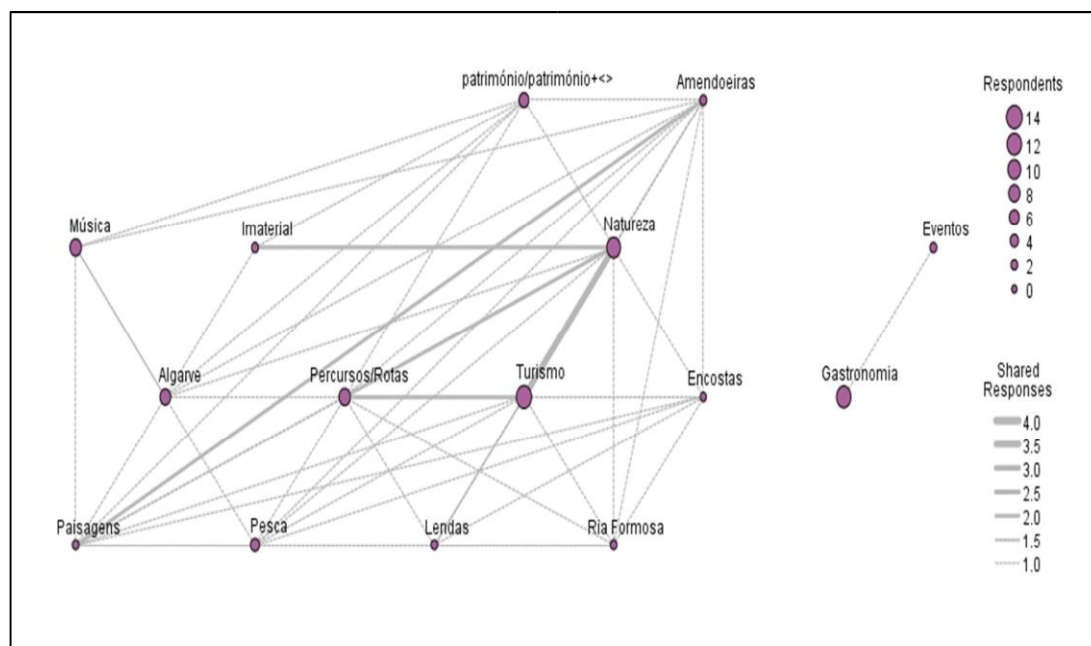 património/património+<>
Amendoeiras
Música
Imaterial
Natureza
Eventos
Algarve
Percursos/Rotas
Turismo
Encostas
Gastronomia
Paisagens
Pesca
Lendas
Ria Formosa
Respondents
14
12
10
8
6
4
2
0
Shared
Responses
4.0
3.5
3.0
2.5
2.0
1.5
1.0